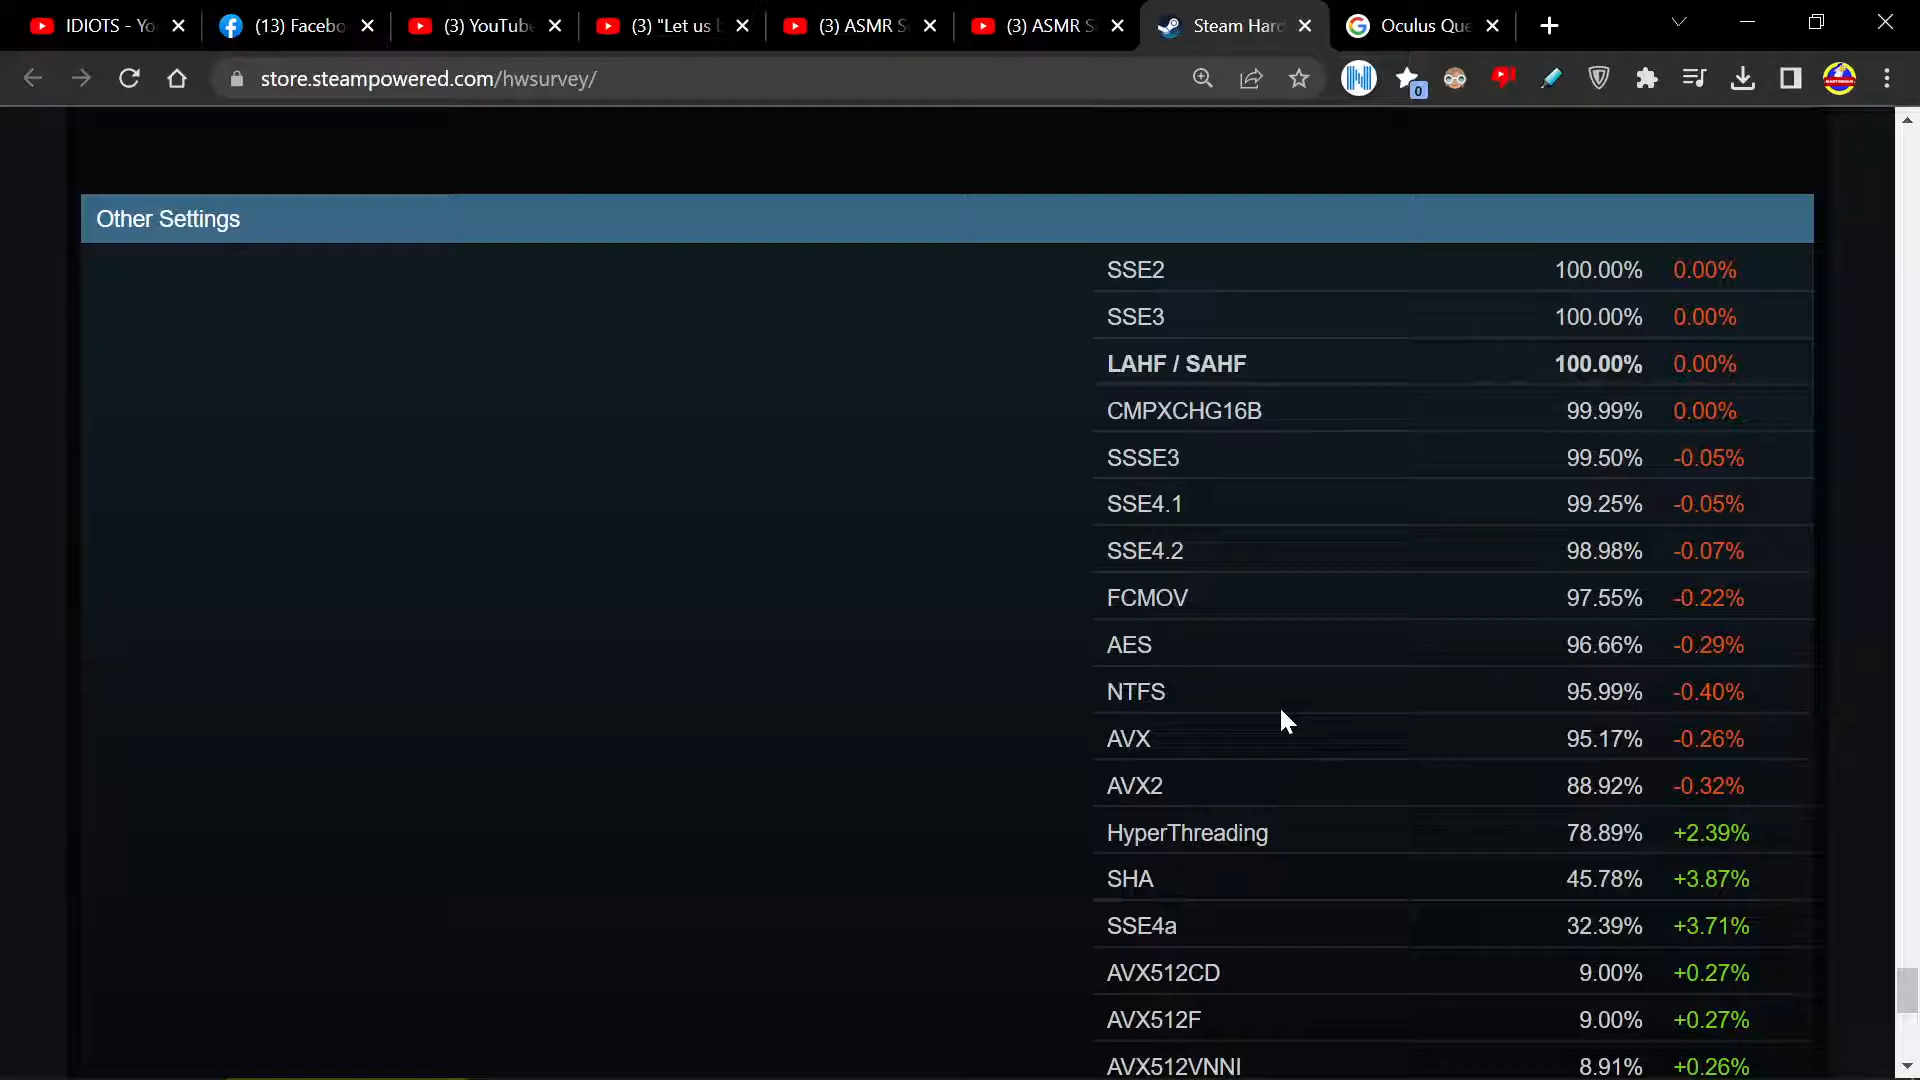 IDIOTS - Yo
(13) Facebo
(3) YouTub
(3) "Let us b
(3) ASMR S
(3) ASMR S
Steam Hard
Oculus Que
store.steampowered.com/hwsurvey/
0
Other Settings
SSE2 100.00% 0.00%
SSE3 100.00% 0.00%
LAHF / SAHF 100.00% 0.00%
CMPXCHG16B 99.99% 0.00%
SSSE3 99.50% -0.05%
SSE4.1 99.25% -0.05%
SSE4.2 98.98% -0.07%
FCMOV 97.55% -0.22%
AES 96.66% -0.29%
NTFS 95.99% -0.40%
AVX 95.17% -0.26%
AVX2 88.92% -0.32%
HyperThreading 78.89% +2.39%
SHA 45.78% +3.87%
SSE4a 32.39% +3.71%
AVX512CD 9.00% +0.27%
AVX512F 9.00% +0.27%
AVX512VNNI 8.91% +0.26%